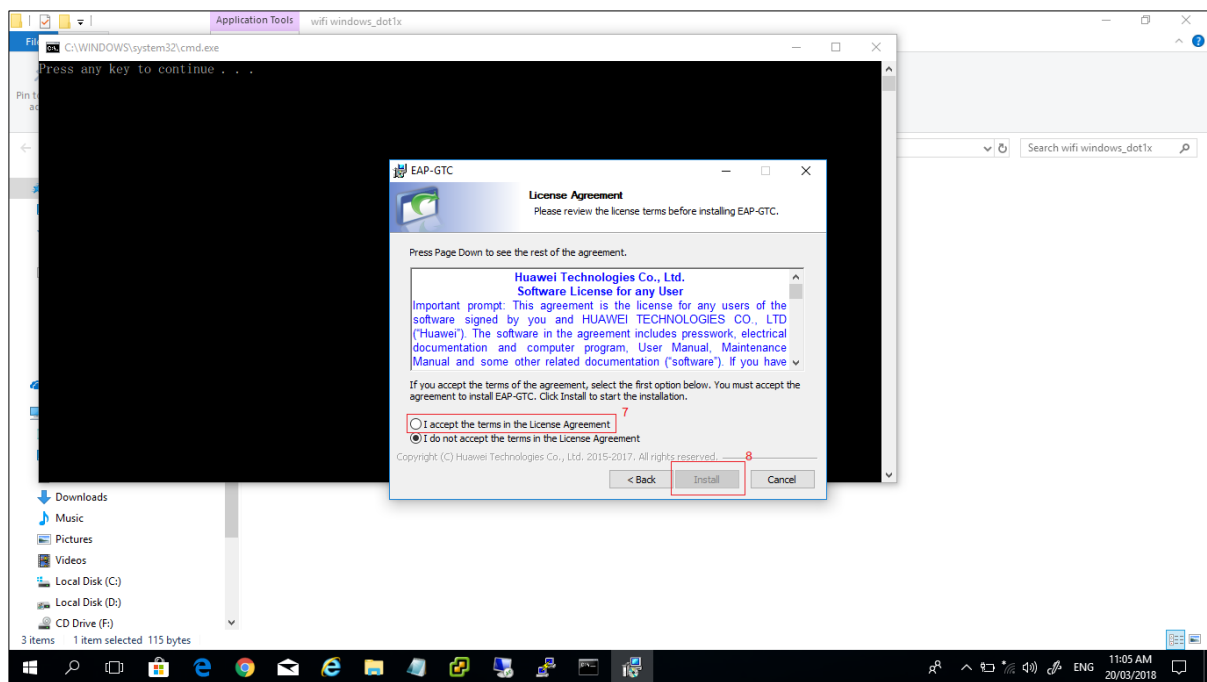 Application Tools
wifi windows_dot1x
File
C:\WINDOWS\system32\cmd.exe
Press any key to continue . . .
Search wifi windows_dot1x
EAP-GTC
License Agreement
Please review the license terms before installing EAP-GTC.
Press Page Down to see the rest of the agreement.
Huawei Technologies Co., Ltd.
Software License for any User
Important prompt: This agreement is the license for any users of the
software signed by you and HUAWEI TECHNOLOGIES CO., LTD
("Huawei"). The software in the agreement includes presswork, electrical
documentation and computer program, User Manual, Maintenance
Manual and some other related documentation ("software"). If you have
If you accept the terms of the agreement, select the first option below. You must accept the
agreement to install EAP-GTC. Click Install to start the installation.
7
I accept the terms in the License Agreement
I do not accept the terms in the License Agreement
Copyright (C) Huawei Technologies Co., Ltd. 2015-2017. All rights reserved.
8
< Back
Install
Cancel
Downloads
Music
Pictures
Videos
Local Disk (C:)
Local Disk (D:)
CD Drive (F:)
3 items 1 item selected 115 bytes
ENG
11:05 AM
20/03/2018